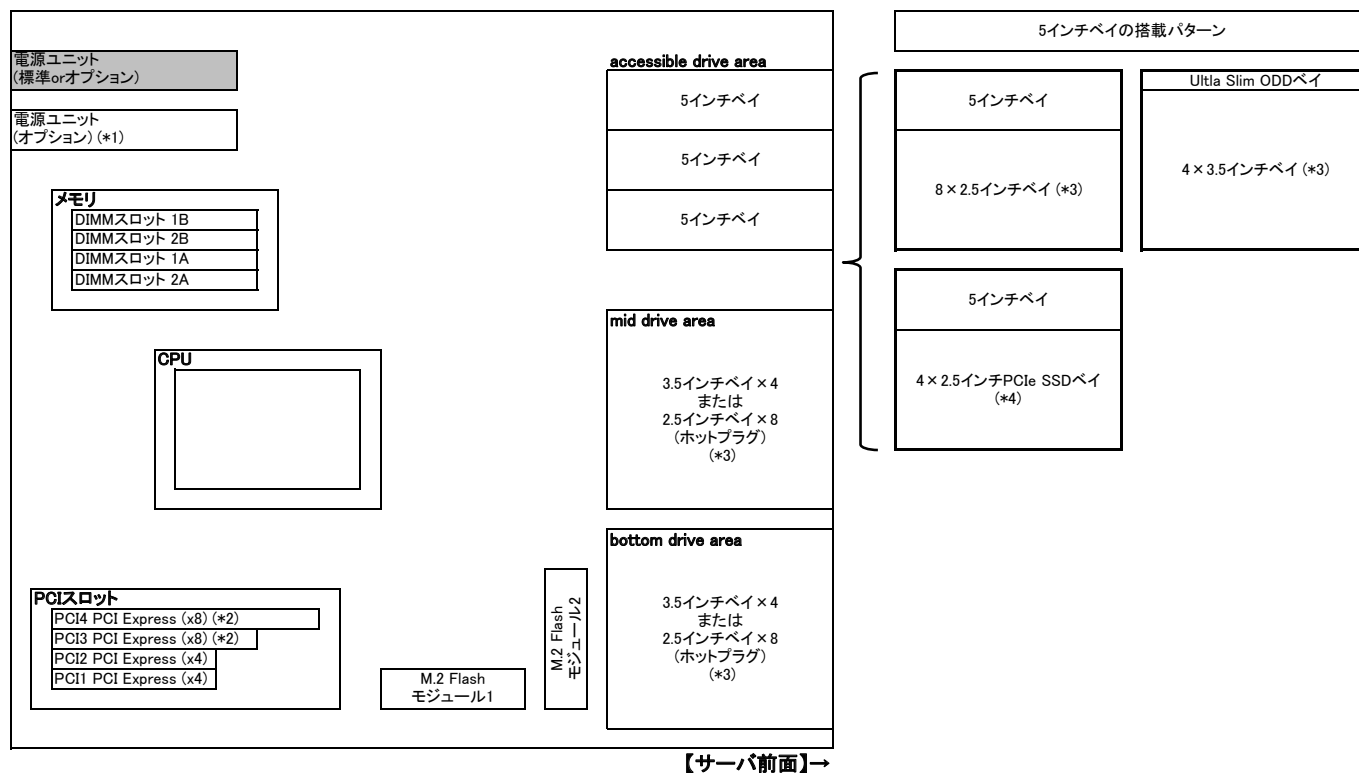 電源ユニット
(標準orオプション)
電源ユニット
(オプション) (*1)
メモリ
DIMMスロット 1B
DIMMスロット 2B
DIMMスロット 1A
DIMMスロット 2A
CPU
PCIスロット
PCI4 PCI Express (x8) (*2)
PCI3 PCI Express (x8) (*2)
PCI2 PCI Express (x4)
PCI1 PCI Express (x4)
M.2 Flash
モジュール1
M.2 Flash
モジュール2
accessible drive area
5インチベイ
5インチベイ
5インチベイ
mid drive area
3.5インチベイ×4
または
2.5インチベイ×8
(ホットプラグ)
(*3)
bottom drive area
3.5インチベイ×4
または
2.5インチベイ×8
(ホットプラグ)
(*3)
【サーバ前面】→
5インチベイの搭載パターン
5インチベイ
8×2.5インチベイ (*3)
Ultla Slim ODDベイ
4×3.5インチベイ (*3)
5インチベイ
4×2.5インチPCIe SSDベイ
(*4)